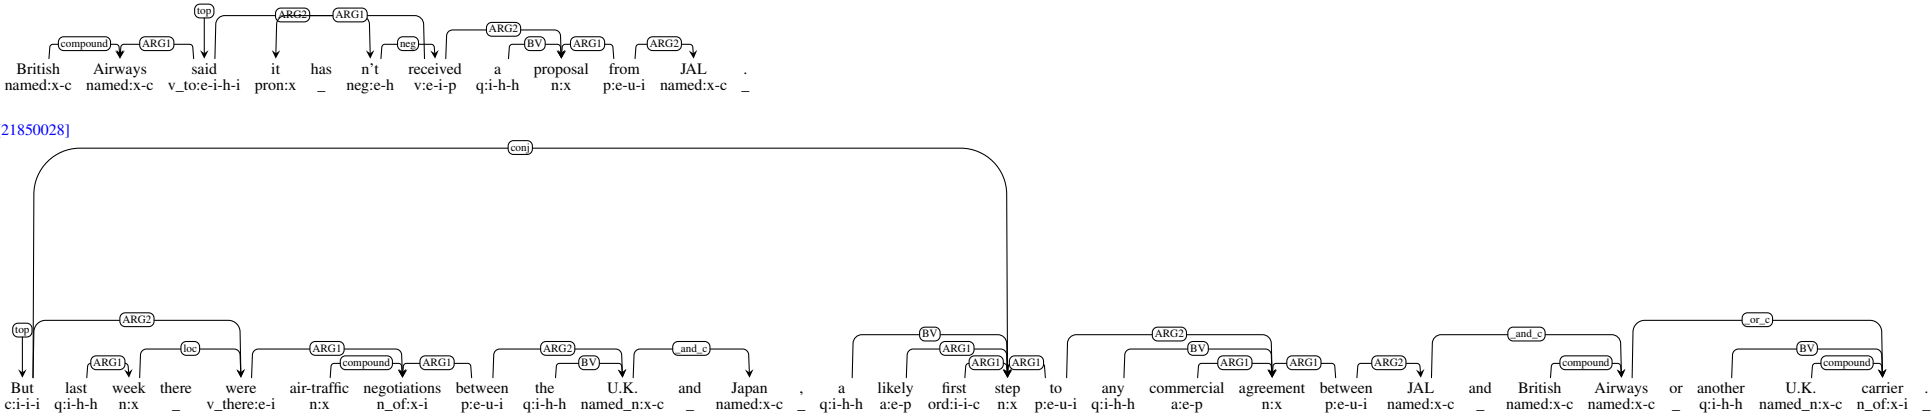 top ARG2 ARG1
ARG2
compound ARG1 neg BV ARG1 ARG2
British Airways said it has n't received a proposal from JAL .
named:x-c named:x-c v_to:e-i-h-i pron:x _ neg:e-h v:e-i-p q:i-h-h n:x p:e-u-i named:x-c _
21850028]
conj
ARG2 _or_c
top BV ARG2 _and_c
loc ARG1 ARG2 _and_c ARG1 BV BV
ARG1 compound ARG1 BV ARG1 ARG1 ARG1 ARG1 ARG2 compound compound
But last week there were air-traffic negotiations between the U.K. and Japan , a likely first step to any commercial agreement between JAL and British Airways or another U.K. carrier .
c:i-i-i q:i-h-h n:x _ v_there:e-i n:x n_of:x-i p:e-u-i q:i-h-h named_n:x-c _ named:x-c _ q:i-h-h a:e-p ord:i-i-c n:x p:e-u-i q:i-h-h a:e-p n:x p:e-u-i named:x-c _ named:x-c named:x-c _ q:i-h-h named_n:x-c n_of:x-i _